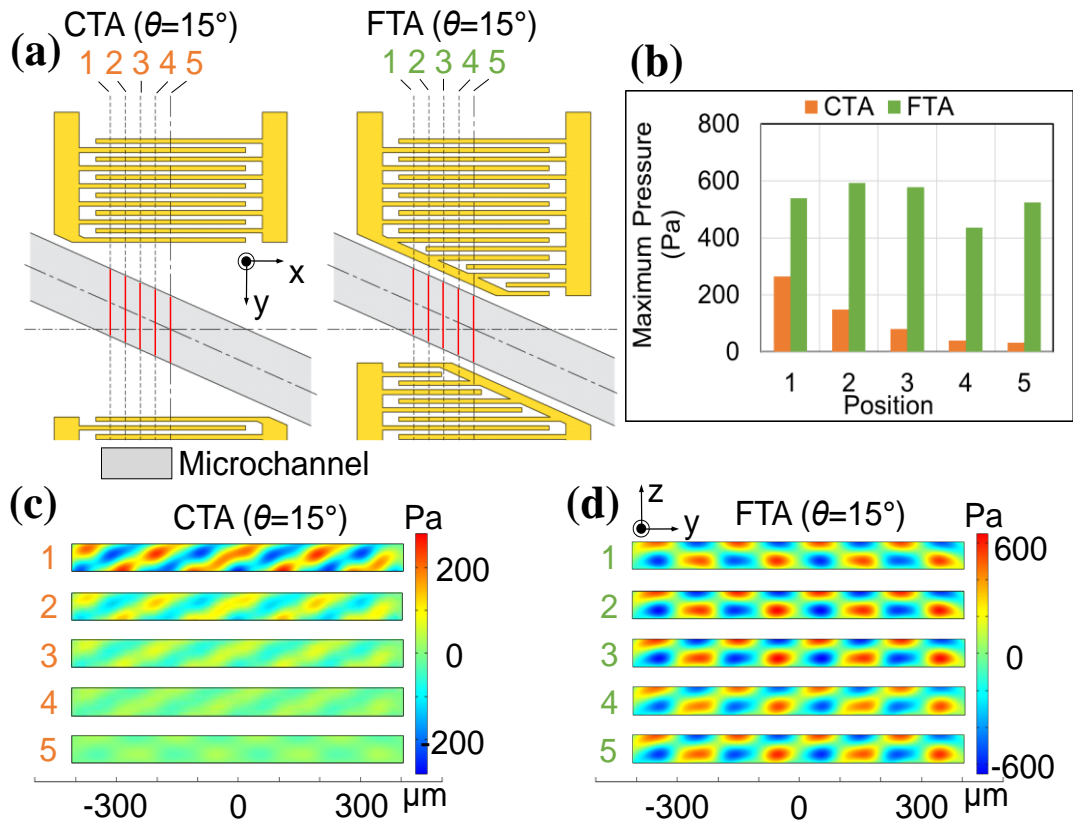 (a)
CTA (θ=15°)
1 2 3 4 5
FTA (θ=15°)
1 2 3 4 5
x
y
Microchannel
(b)
CTA FTA
Maximum Pressure
(Pa)
800
600
400
200
0
1 2 3 4 5
Position
(c)
CTA (θ=15°)
Pa
1
2
3
4
5
200
0
-200
-300 0 300 μm
(d)
z
y
FTA (θ=15°)
Pa
1
2
3
4
5
600
0
-600
-300 0 300 μm